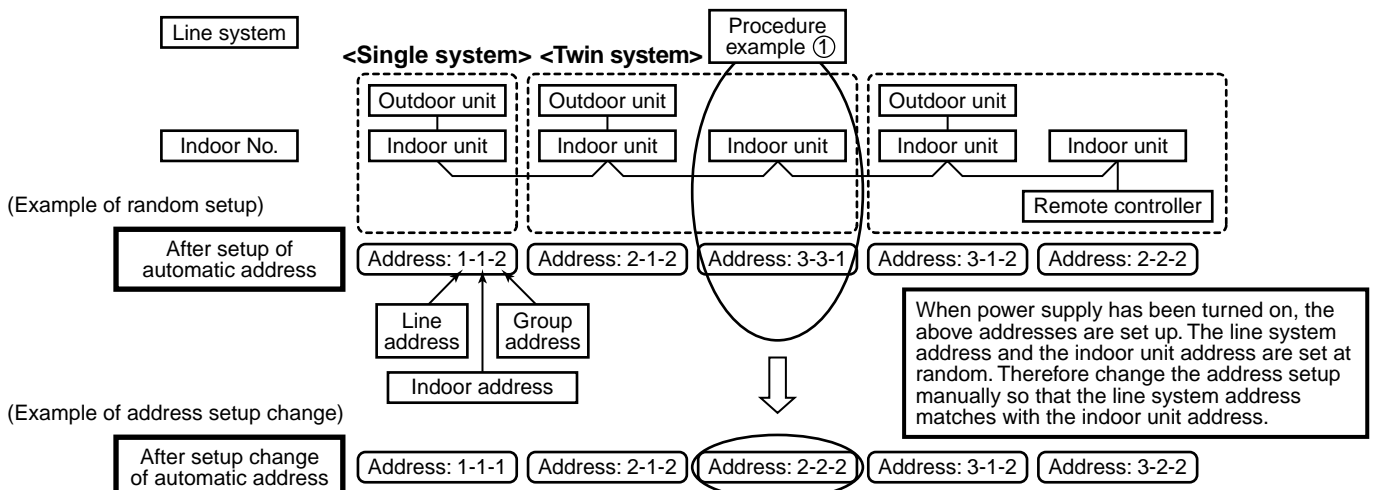 Line system
Procedure
example ①
<Single system> <Twin system>
Outdoor unit
Outdoor unit
Outdoor unit
Indoor No.
Indoor unit
Indoor unit
Indoor unit
Indoor unit
Indoor unit
Remote controller
(Example of random setup)
After setup of
automatic address
Address: 1-1-2
Address: 2-1-2
Address: 3-3-1
Address: 3-1-2
Address: 2-2-2
Line
address
Group
address
Indoor address
When power supply has been turned on, the
above addresses are set up. The line system
address and the indoor unit address are set at
random. Therefore change the address setup
manually so that the line system address
matches with the indoor unit address.
(Example of address setup change)
After setup change
of automatic address
Address: 1-1-1
Address: 2-1-2
Address: 2-2-2
Address: 3-1-2
Address: 3-2-2